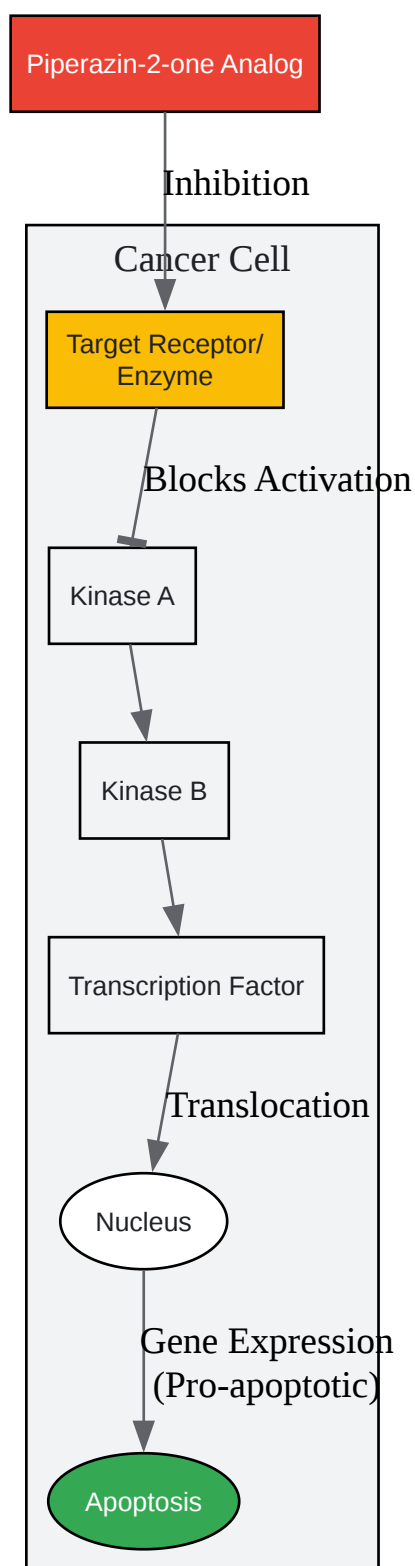 Piperazin-2-one Analog
Inhibition
Cancer Cell
Target Receptor/
Enzyme
Blocks Activation
Kinase A
Kinase B
Transcription Factor
Translocation
Nucleus
Gene Expression
(Pro-apoptotic)
Apoptosis